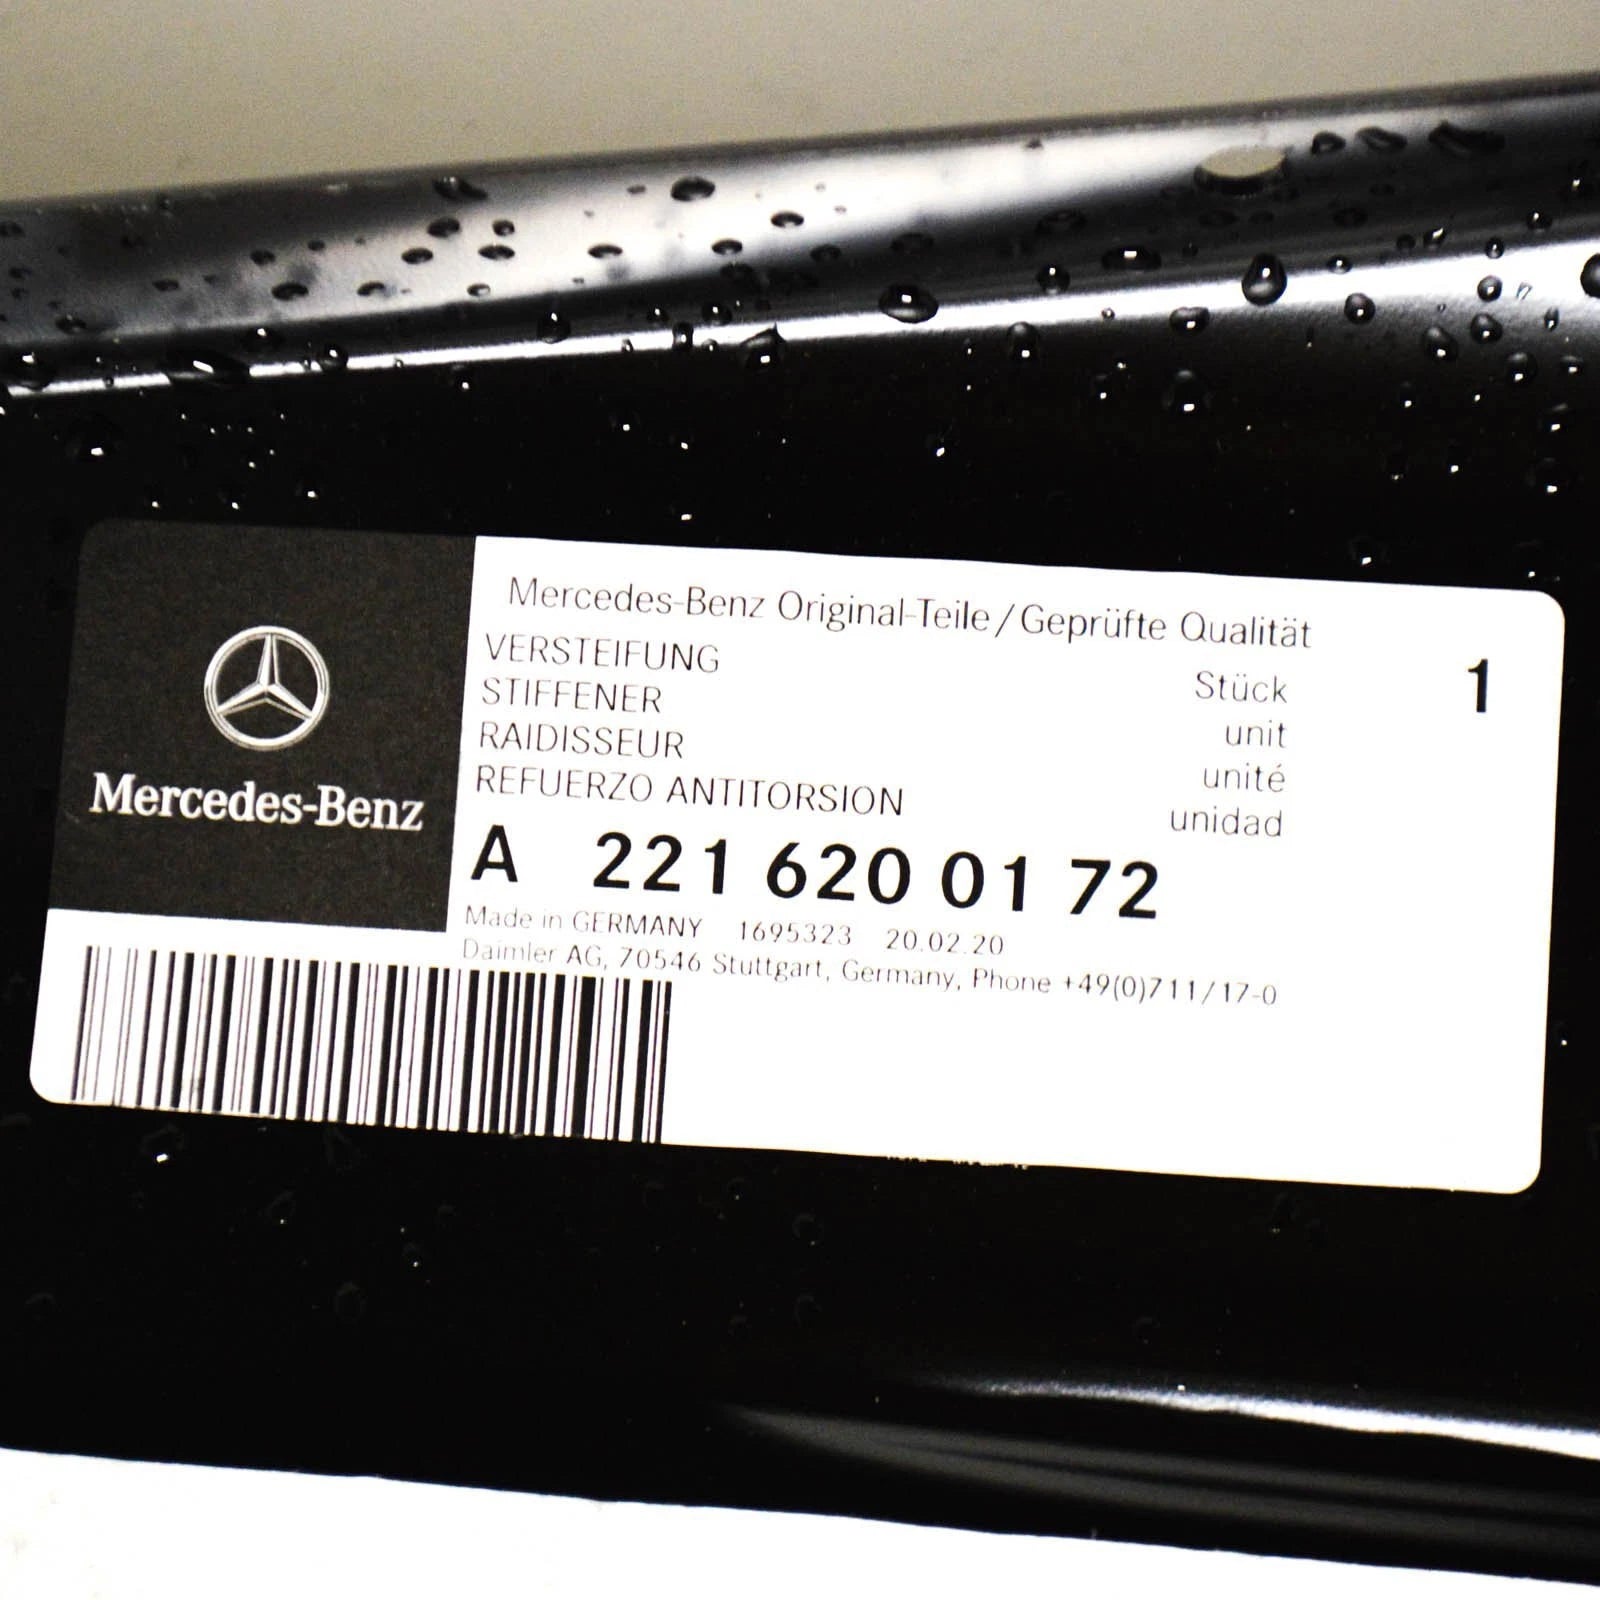 Mercedes-Benz
Mercedes-Benz Original-Teile/Geprüfte Qualität
VERSTEIFUNG Stück 1
STIFFENER unit
RAIDISSEUR unité
REFUERZO ANTITORSION unidad
A 221 620 01 72
Made in GERMANY 1695323 20.02.20
Daimler AG, 70546 Stuttgart, Germany, Phone +49(0)711/17-0